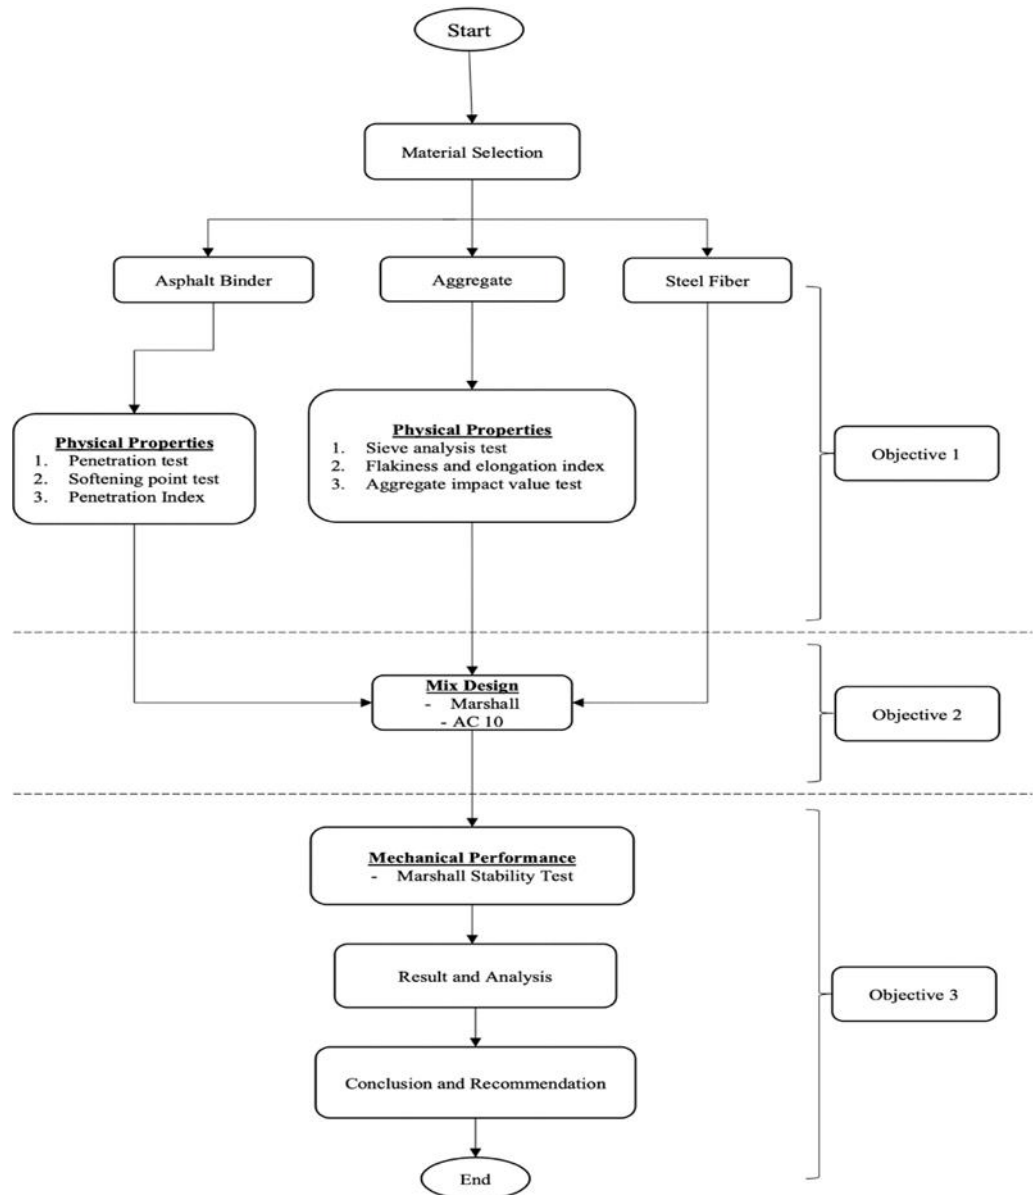 Start
Material Selection
Asphalt Binder
Aggregate
Steel Fiber
Physical Properties
1. Penetration test
2. Softening point test
3. Penetration Index
Physical Properties
1. Sieve analysis test
2. Flakiness and elongation index
3. Aggregate impact value test
Objective 1
Mix Design
- Marshall
- AC 10
Objective 2
Mechanical Performance
- Marshall Stability Test
Result and Analysis
Objective 3
Conclusion and Recommendation
End